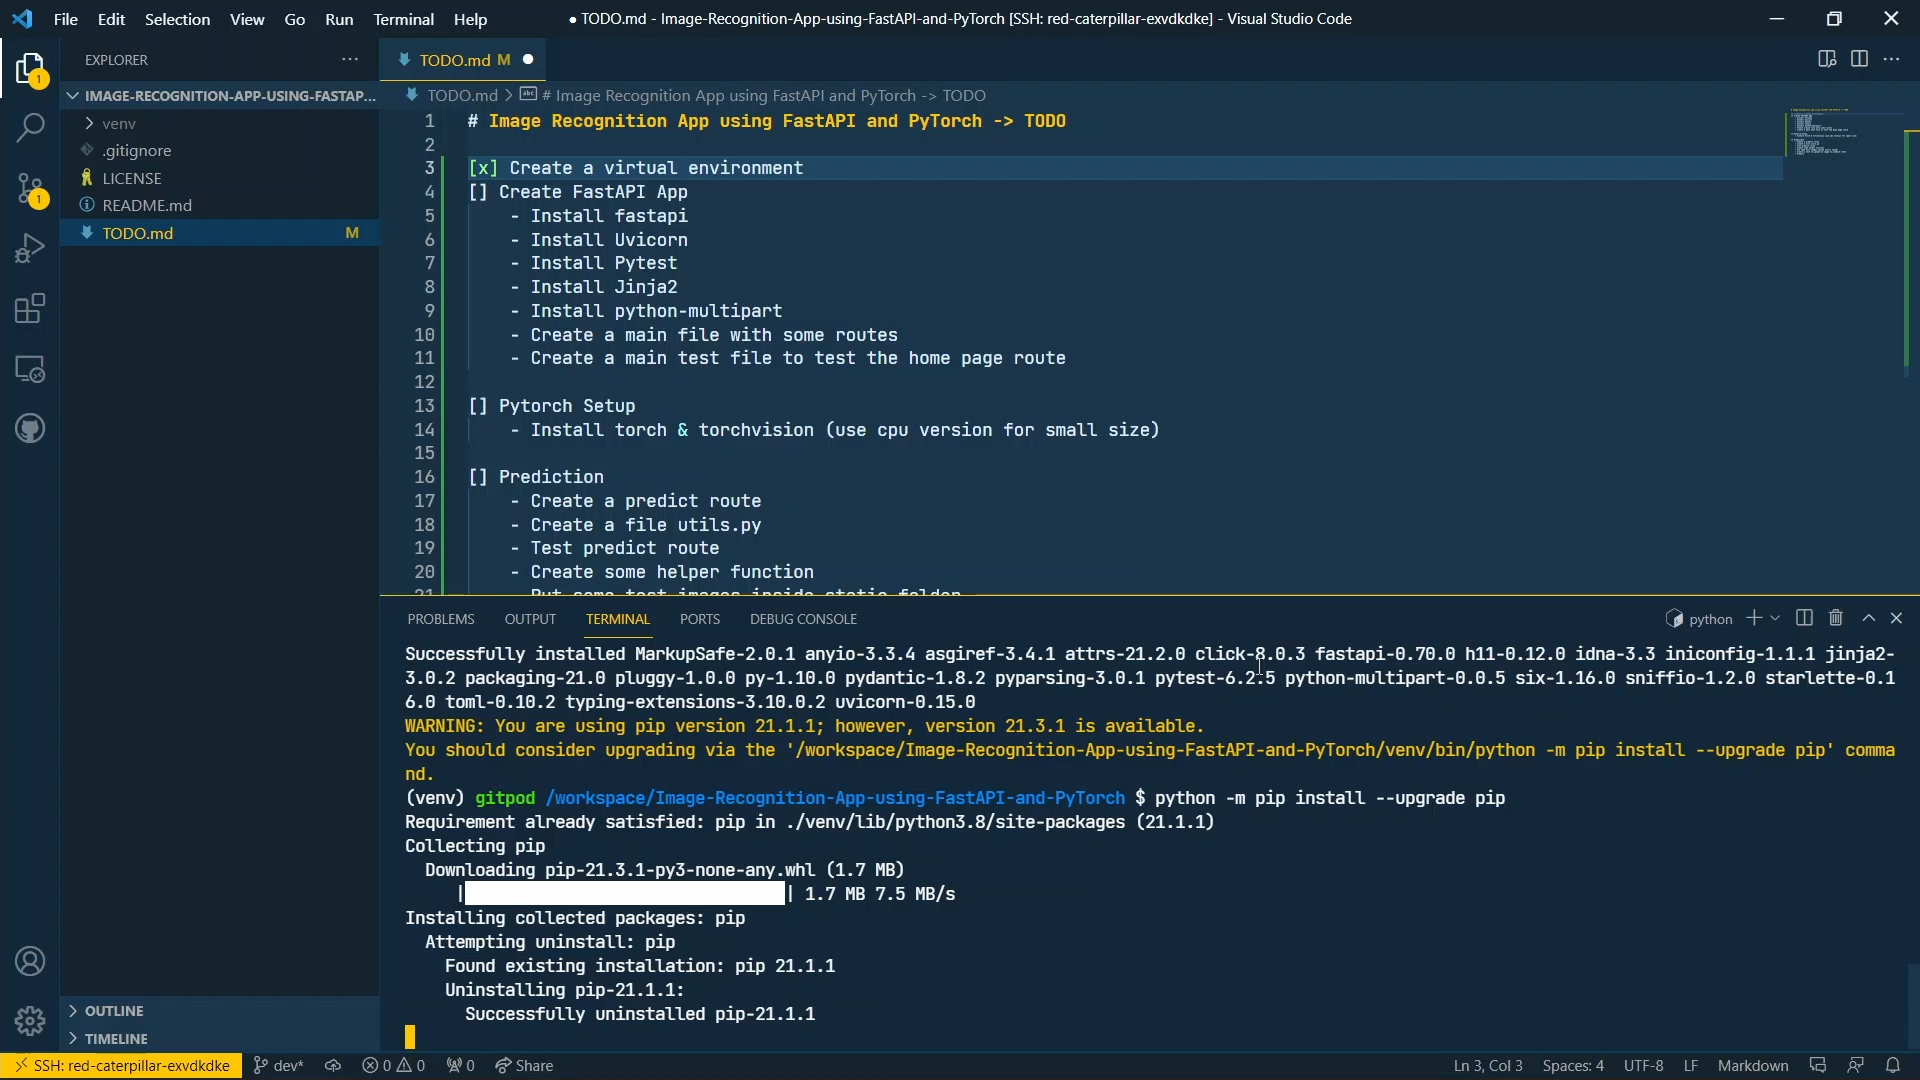 File Edit Selection View Go Run Terminal Help
● TODO.md - Image-Recognition-App-using-FastAPI-and-PyTorch [SSH: red-caterpillar-exvdkdke] - Visual Studio Code
EXPLORER
TODO.md M
IMAGE-RECOGNITION-APP-USING-FASTAP...
venv
.gitignore
LICENSE
README.md
TODO.md M
OUTLINE
TIMELINE
1
1
TODO.md > # Image Recognition App using FastAPI and PyTorch -> TODO
1 # Image Recognition App using FastAPI and PyTorch -> TODO
2
3 [x] Create a virtual environment
4 [] Create FastAPI App
5 - Install fastapi
6 - Install Uvicorn
7 - Install Pytest
8 - Install Jinja2
9 - Install python-multipart
10 - Create a main file with some routes
11 - Create a main test file to test the home page route
12
13 [] Pytorch Setup
14 - Install torch & torchvision (use cpu version for small size)
15
16 [] Prediction
17 - Create a predict route
18 - Create a file utils.py
19 - Test predict route
20 - Create some helper function
21 - Put some test images inside static folder
PROBLEMS OUTPUT TERMINAL PORTS DEBUG CONSOLE
python
Successfully installed MarkupSafe-2.0.1 anyio-3.3.4 asgiref-3.4.1 attrs-21.2.0 click-8.0.3 fastapi-0.70.0 h11-0.12.0 idna-3.3 iniconfig-1.1.1 jinja2-
3.0.2 packaging-21.0 pluggy-1.0.0 py-1.10.0 pydantic-1.8.2 pyparsing-3.0.1 pytest-6.2.5 python-multipart-0.0.5 six-1.16.0 sniffio-1.2.0 starlette-0.1
6.0 toml-0.10.2 typing-extensions-3.10.0.2 uvicorn-0.15.0
WARNING: You are using pip version 21.1.1; however, version 21.3.1 is available.
You should consider upgrading via the '/workspace/Image-Recognition-App-using-FastAPI-and-PyTorch/venv/bin/python -m pip install --upgrade pip' comma
nd.
(venv) gitpod /workspace/Image-Recognition-App-using-FastAPI-and-PyTorch $ python -m pip install --upgrade pip
Requirement already satisfied: pip in ./venv/lib/python3.8/site-packages (21.1.1)
Collecting pip
Downloading pip-21.3.1-py3-none-any.whl (1.7 MB)
| | 1.7 MB 7.5 MB/s
Installing collected packages: pip
Attempting uninstall: pip
Found existing installation: pip 21.1.1
Uninstalling pip-21.1.1:
Successfully uninstalled pip-21.1.1
SSH: red-caterpillar-exvdkdke dev* 0 0 0 Share
Ln 3, Col 3 Spaces: 4 UTF-8 LF Markdown